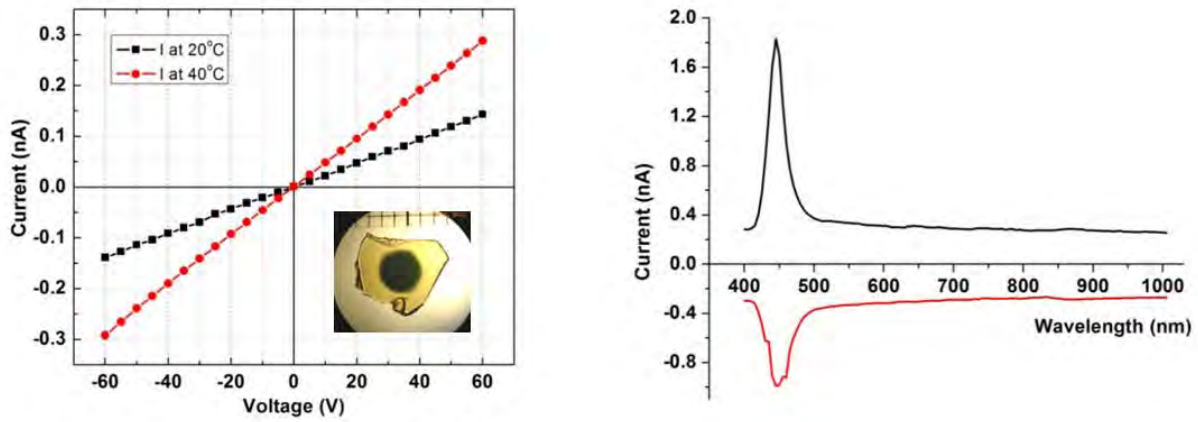 0.3
0.2
0.1
0.0
-0.1
-0.2
-0.3
Current (nA)
I at 20°C
I at 40°C
-60 -40 -20 0 20 40 60
Voltage (V)
2.0
1.6
1.2
0.8
0.4
0.0
-0.4
-0.8
Current (nA)
400 500 600 700 800 900 1000
Wavelength (nm)